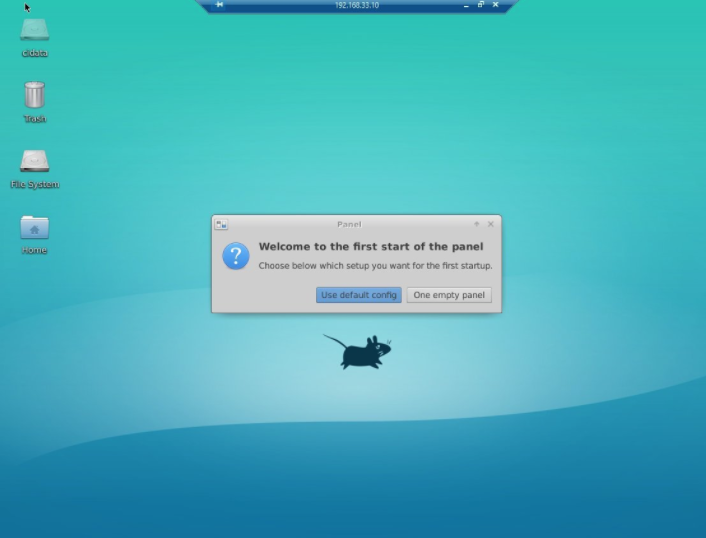 192.168.33.10
cidata
Trash
File System
Home
Panel
Welcome to the first start of the panel
Choose below which setup you want for the first startup.
Use default config
One empty panel